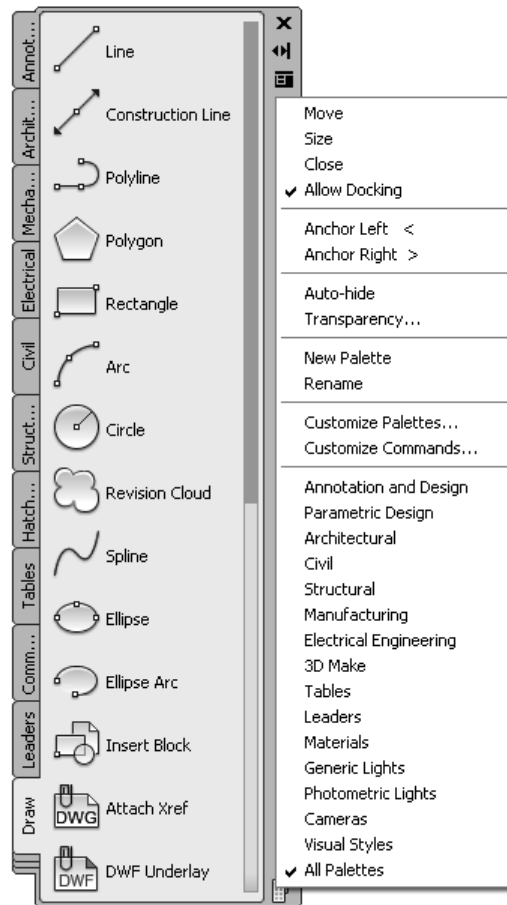 Annot...
Archit...
Mecha...
Electrical
Civil
Struct...
Hatch...
Tables
Comm...
Leaders
Draw
Line
Construction Line
Polyline
Polygon
Rectangle
Arc
Circle
Revision Cloud
Spline
Ellipse
Ellipse Arc
Insert Block
DWG
Attach Xref
DWF
DWF Underlay
Move
Size
Close
Allow Docking
Anchor Left <
Anchor Right >
Auto-hide
Transparency...
New Palette
Rename
Customize Palettes...
Customize Commands...
Annotation and Design
Parametric Design
Architectural
Civil
Structural
Manufacturing
Electrical Engineering
3D Make
Tables
Leaders
Materials
Generic Lights
Photometric Lights
Cameras
Visual Styles
All Palettes